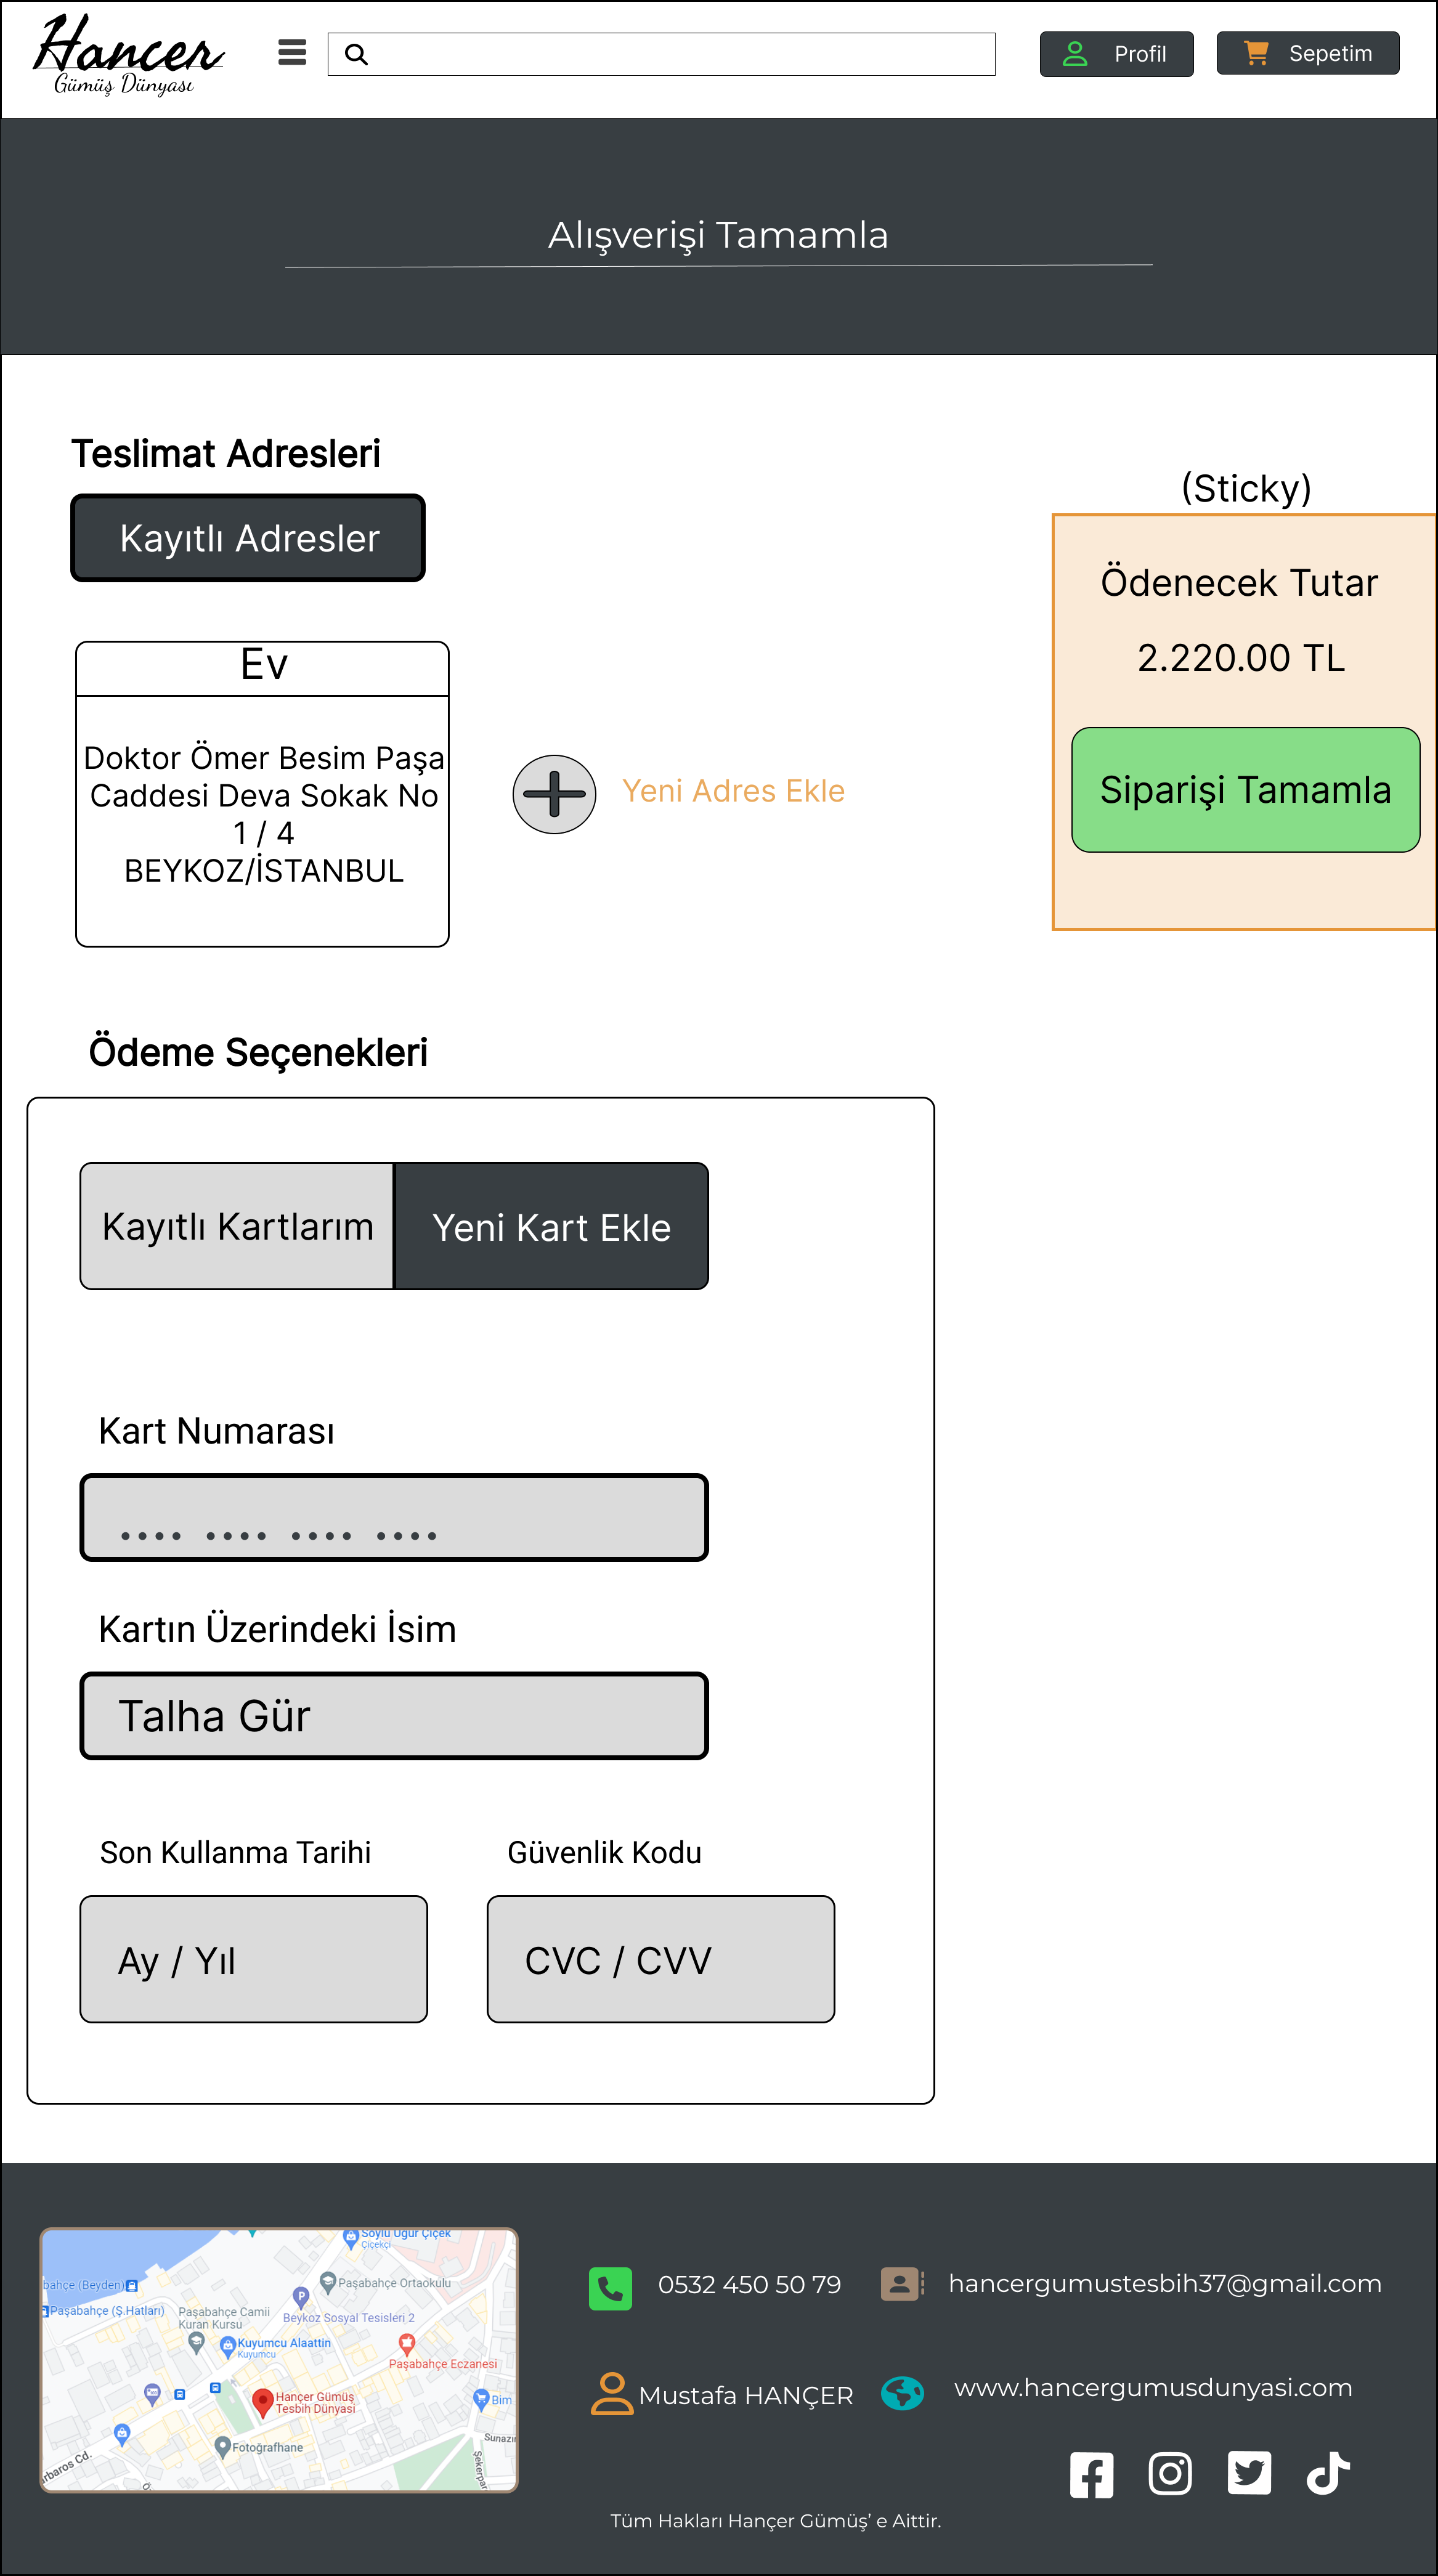 Hancer
Gümüş Dünyası
Profil
Sepetim
Alışverişi Tamamla
Teslimat Adresleri
Kayıtlı Adresler
(Sticky)
Ödenecek Tutar
2.220.00 TL
Siparişi Tamamla
Ev
Doktor Ömer Besim Paşa
Caddesi Deva Sokak No
1 / 4
BEYKOZ/İSTANBUL
Yeni Adres Ekle
Ödeme Seçenekleri
Kayıtlı Kartlarım
Yeni Kart Ekle
Kart Numarası
.... .... .... ....
Kartın Üzerindeki İsim
Talha Gür
Son Kullanma Tarihi
Güvenlik Kodu
Ay / Yıl
CVC / CVV
Soylu Uğur Çiçek
Çiçekçi
bahçe (Beyden)
Paşabahçe Ortaokulu
Paşabahçe (Ş.Hatları)
Paşabahçe Camii
Kuran Kursu
Beykoz Sosyal Tesisleri 2
Kuyumcu Alaattin
Kuyumcu
Paşabahçe Eczanesi
Hançer Gümüş
Tesbih Dünyası
Bim
Fotoğrafhane
Sunazır
rbaros Cd.
Şekerpar
0532 450 50 79
hancergumustesbih37@gmail.com
Mustafa HANÇER
www.hancergumusdunyasi.com
Tüm Hakları Hançer Gümüş’ e Aittir.